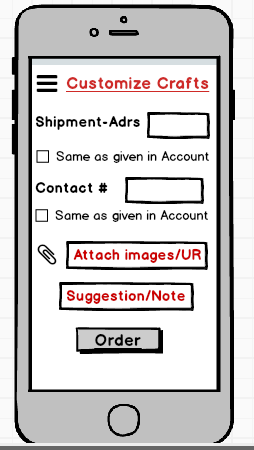 Customize Crafts
Shipment-Adrs
Same as given in Account
Contact #
Same as given in Account
Attach images/UR
Suggestion/Note
Order